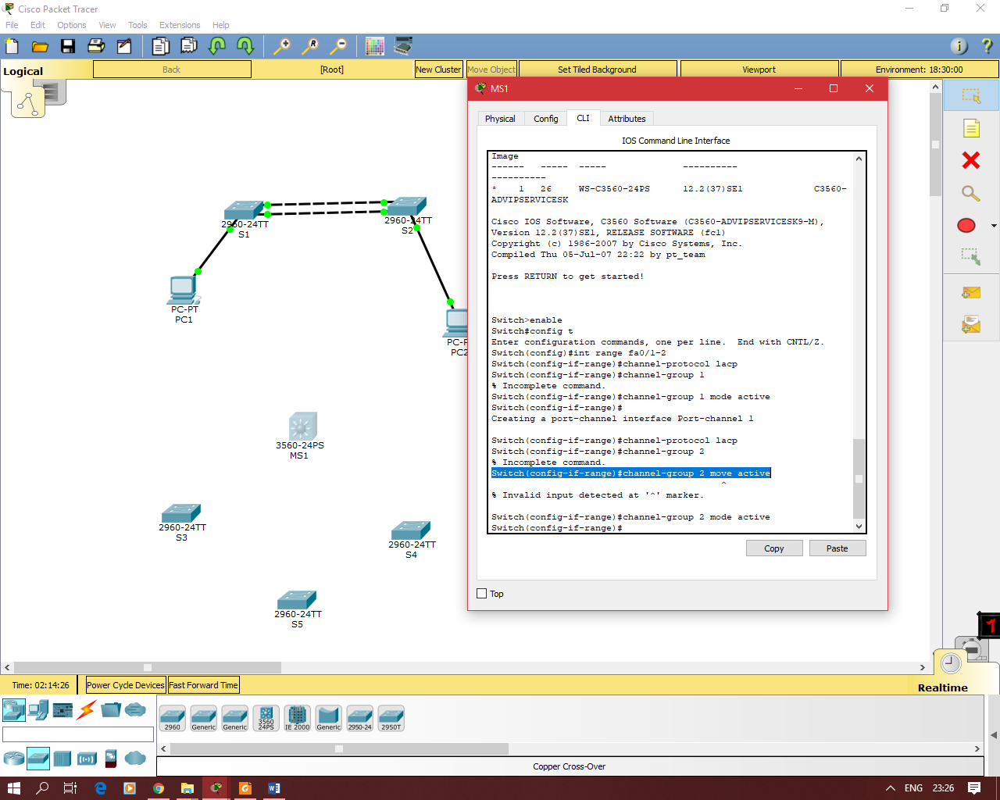 Cisco Packet Tracer
File Edit Options View Tools Extensions Help
Logical
Back
[Root]
New Cluster
Move Object
Set Tiled Background
Viewport
Environment: 18:30:00
2960-24TT
S1
2960-24TT
S2
PC-PT
PC1
PC-P
PC2
3560-24PS
MS1
2960-24TT
S3
2960-24TT
S4
2960-24TT
S5
MS1
Physical Config CLI Attributes
IOS Command Line Interface
Image
------ ----- ----- ----------
----------
* 1 26 WS-C3560-24PS 12.2(37)SE1 C3560-
ADVIPSERVICESK
Cisco IOS Software, C3560 Software (C3560-ADVIPSERVICESK9-M),
Version 12.2(37)SE1, RELEASE SOFTWARE (fc1)
Copyright (c) 1986-2007 by Cisco Systems, Inc.
Compiled Thu 05-Jul-07 22:22 by pt_team
Press RETURN to get started!
Switch>enable
Switch#config t
Enter configuration commands, one per line. End with CNTL/Z.
Switch(config)#int range fa0/1-2
Switch(config-if-range)#channel-protocol lacp
Switch(config-if-range)#channel-group 1
% Incomplete command.
Switch(config-if-range)#channel-group 1 mode active
Switch(config-if-range)#
Creating a port-channel interface Port-channel 1
Switch(config-if-range)#channel-protocol lacp
Switch(config-if-range)#channel-group 2
% Incomplete command.
Switch(config-if-range)#channel-group 2 move active
^
% Invalid input detected at '^' marker.
Switch(config-if-range)#channel-group 2 mode active
Switch(config-if-range)#
Copy
Paste
Top
Time: 02:14:26
Power Cycle Devices
Fast Forward Time
Realtime
2960
Generic
Generic
3560
24PS
IE 2000
Generic
2950-24
2950T
Copper Cross-Over
ENG
23:26